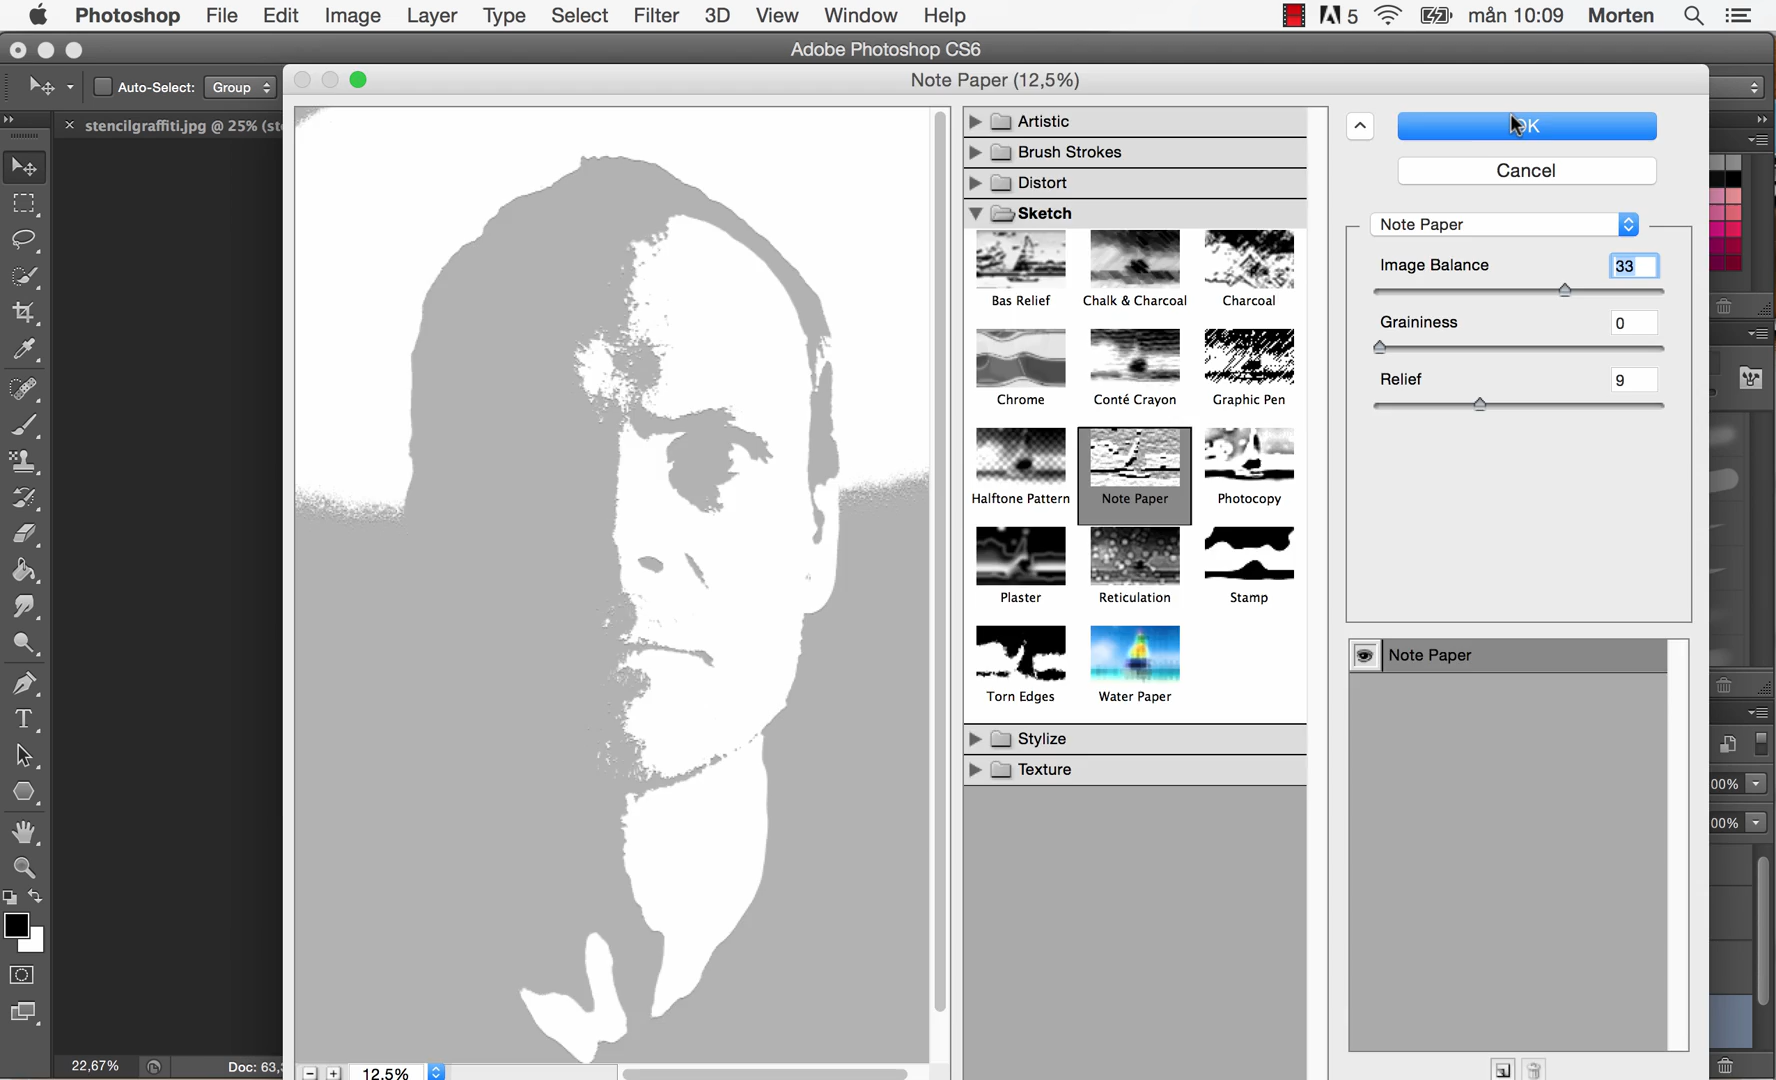 Photoshop File Edit Image Layer Type Select Filter 3D View Window Help 5 mån 10:09 Morten
Adobe Photoshop CS6
Auto-Select: Group
Note Paper (12,5%)
stencilgraffiti.jpg @ 25%
Artistic
Brush Strokes
Distort
Sketch
Bas Relief Chalk & Charcoal Charcoal
Chrome Conté Crayon Graphic Pen
Halftone Pattern Note Paper Photocopy
Plaster Reticulation Stamp
Torn Edges Water Paper
Stylize
Texture
OK
Cancel
Note Paper
Image Balance 33
Graininess 0
Relief 9
Note Paper
00%
00%
22,67% Doc: 63,
12.5%